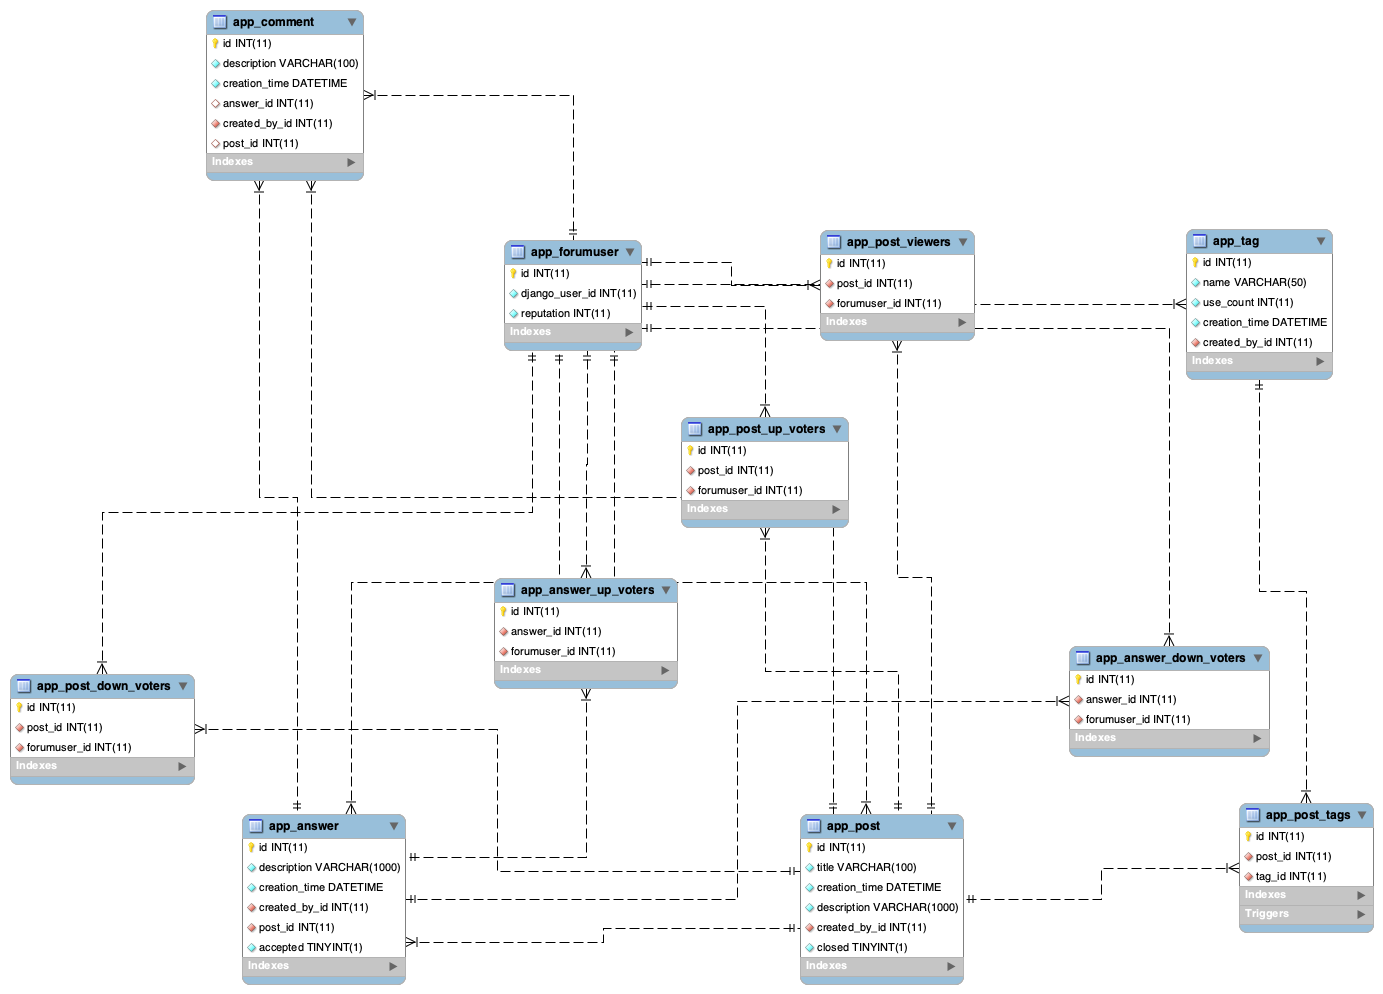 app_comment
id INT(11)
description VARCHAR(100)
creation_time DATETIME
answer_id INT(11)
created_by_id INT(11)
post_id INT(11)
Indexes
app_forumuser
id INT(11)
django_user_id INT(11)
reputation INT(11)
Indexes
app_post_viewers
id INT(11)
post_id INT(11)
forumuser_id INT(11)
Indexes
app_tag
id INT(11)
name VARCHAR(50)
use_count INT(11)
creation_time DATETIME
created_by_id INT(11)
Indexes
app_post_up_voters
id INT(11)
post_id INT(11)
forumuser_id INT(11)
Indexes
app_answer_up_voters
id INT(11)
answer_id INT(11)
forumuser_id INT(11)
Indexes
app_answer_down_voters
id INT(11)
answer_id INT(11)
forumuser_id INT(11)
Indexes
app_post_down_voters
id INT(11)
post_id INT(11)
forumuser_id INT(11)
Indexes
app_answer
id INT(11)
description VARCHAR(1000)
creation_time DATETIME
created_by_id INT(11)
post_id INT(11)
accepted TINYINT(1)
Indexes
app_post
id INT(11)
title VARCHAR(100)
creation_time DATETIME
description VARCHAR(1000)
created_by_id INT(11)
closed TINYINT(1)
Indexes
app_post_tags
id INT(11)
post_id INT(11)
tag_id INT(11)
Indexes
Triggers